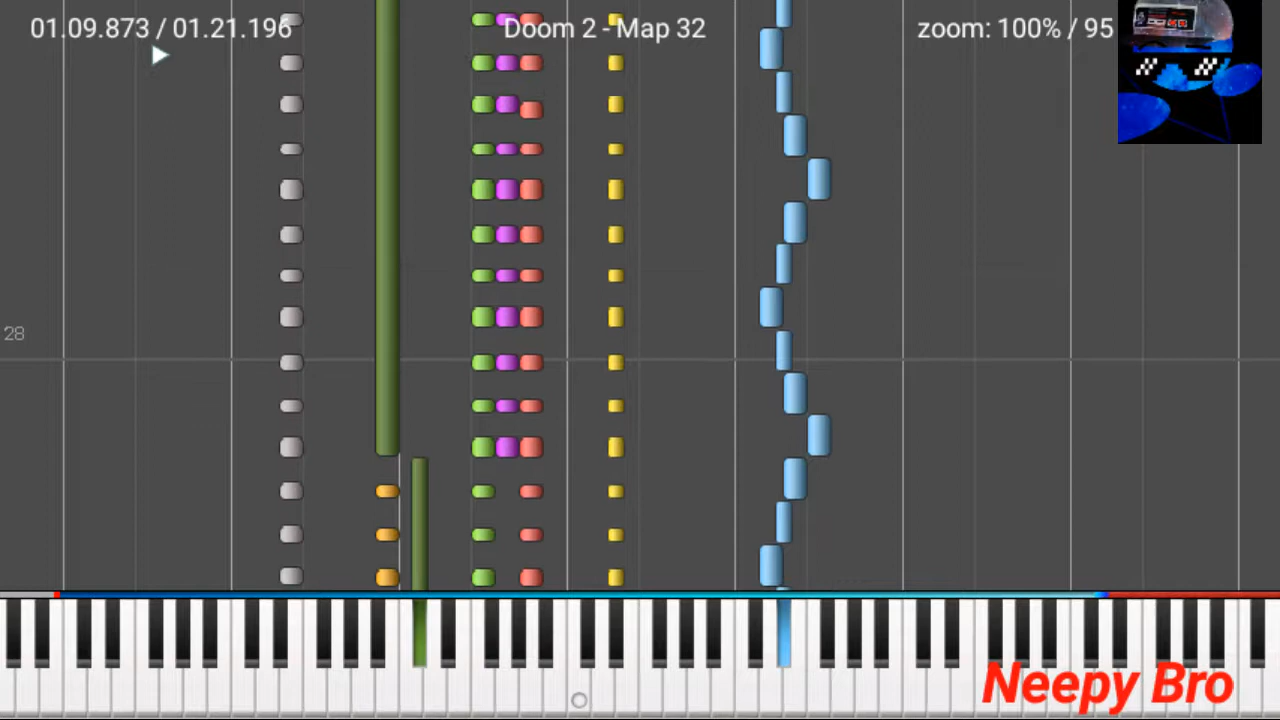 01.09.873 / 01.21.196
Doom 2 - Map 32
zoom: 100% / 95
28
Neepy Bro